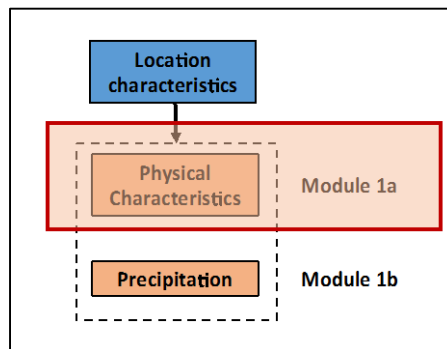 Location
characteristics
Physical
Characteristics
Module 1a
Precipitation
Module 1b